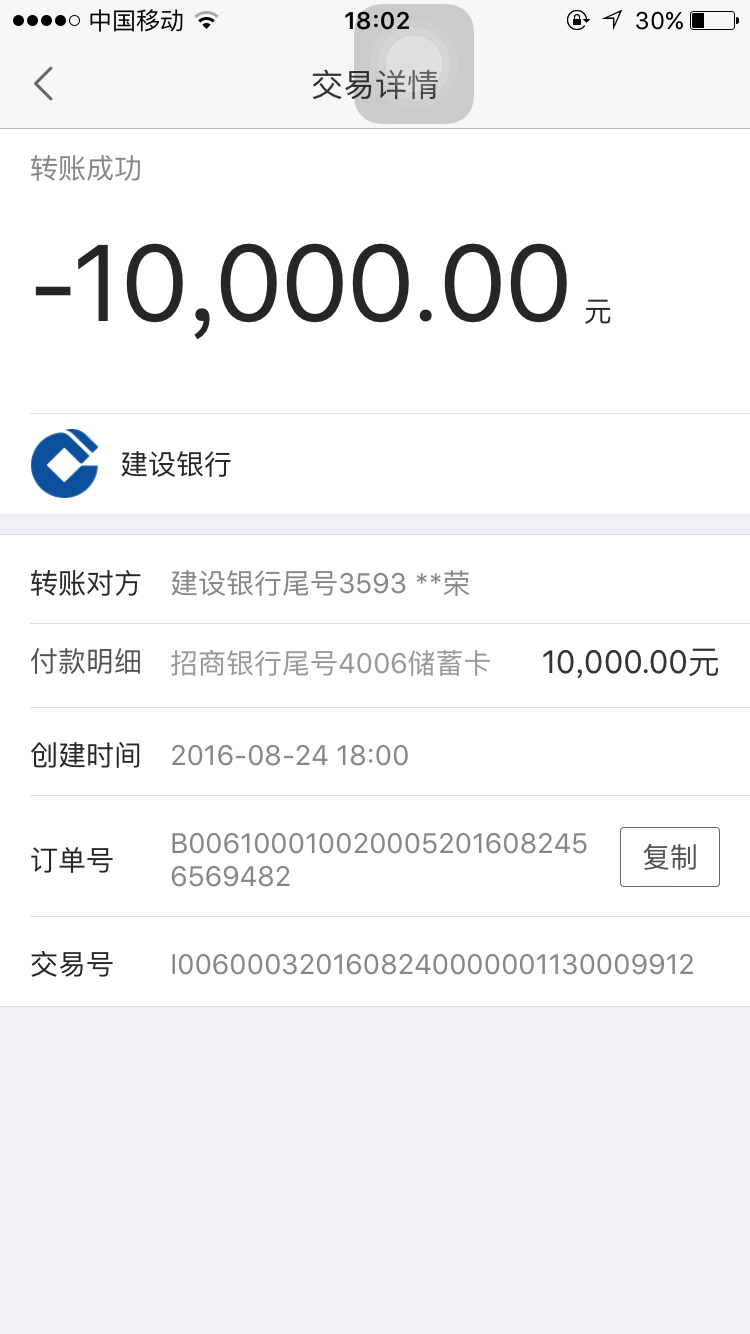 中国移动 18:02 30%
交易详情
转账成功
-10,000.00 元
建设银行
转账对方 建设银行尾号3593 **荣
付款明细 招商银行尾号4006储蓄卡 10,000.00元
创建时间 2016-08-24 18:00
订单号 B0061000100200052016082456569482 复制
交易号 I00600032016082400000001130009912